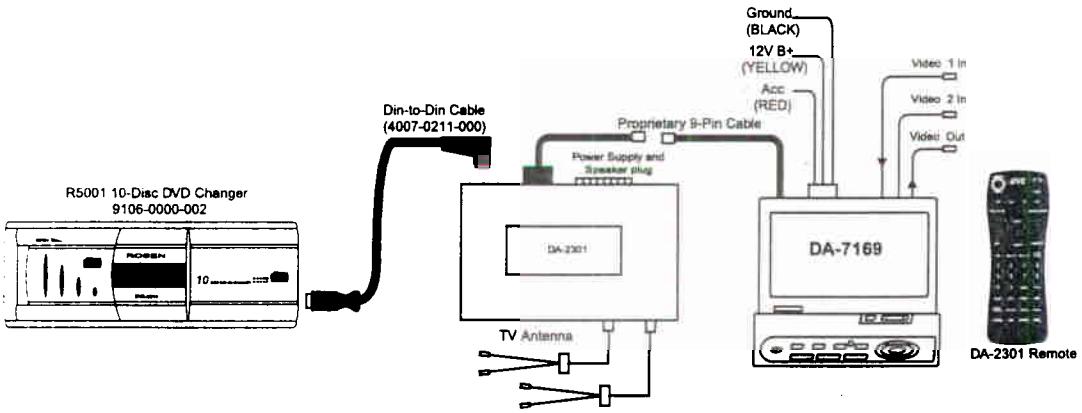 Ground
(BLACK)
12V B+
(YELLOW)
Acc
(RED)
Video 1 In
Video 2 In
Video Out
Din-to-Din Cable
(4007-0211-000)
Proprietary 9-Pin Cable
Power Supply and
Speaker plug
R5001 10-Disc DVD Changer
9106-0000-002
ROSEN
10
DA-2301
DA-7169
TV Antenna
DA-2301 Remote